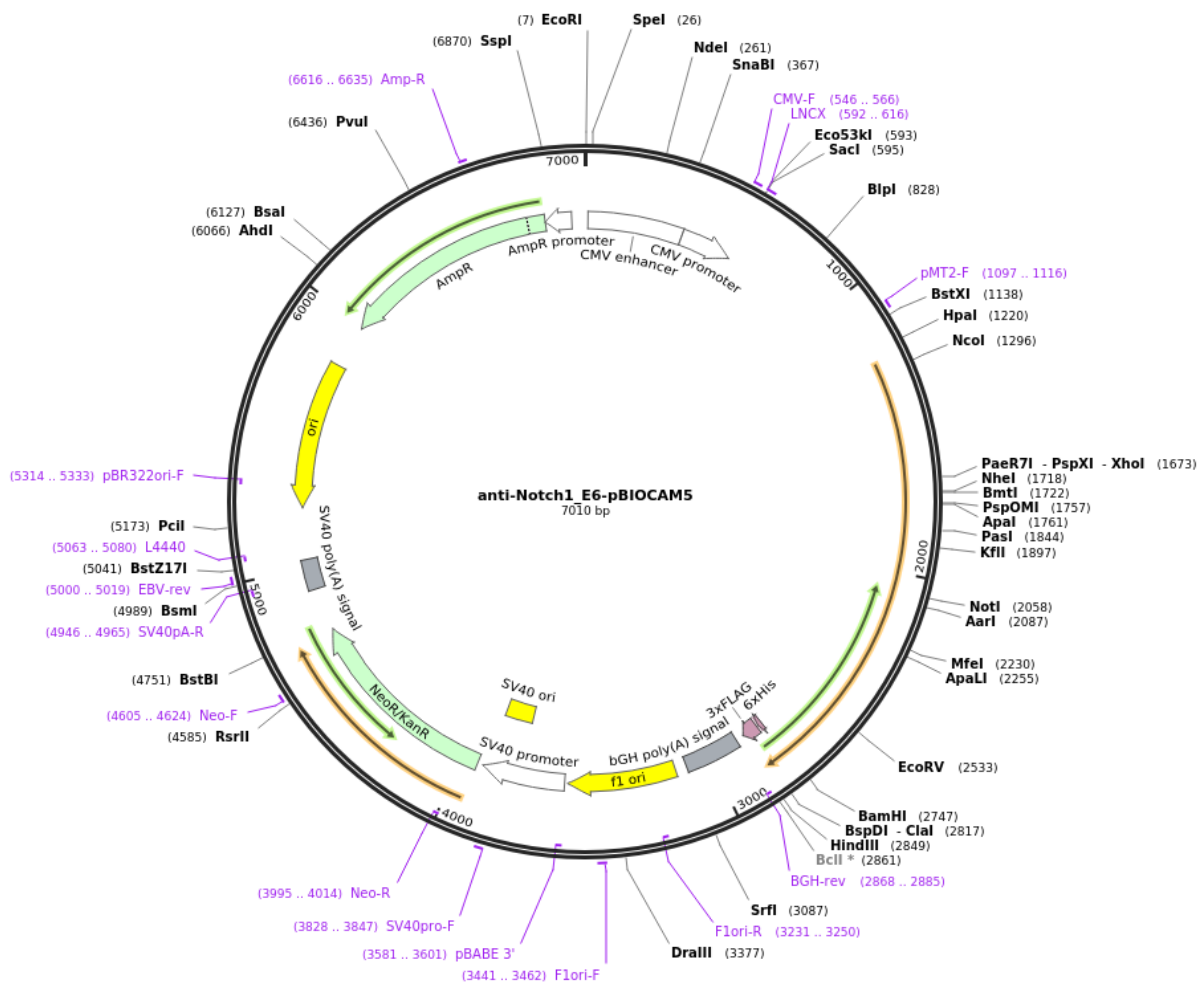 (7) EcoRI
SpeI (26)
(6870) SspI
NdeI (261)
SnaBI (367)
(6616 .. 6635) Amp-R
CMV-F (546 .. 566)
LNCX (592 .. 616)
(6436) PvuI
Eco53kI (593)
SacI (595)
7000
BlpI (828)
(6127) BsaI
(6066) AhdI
AmpR promoter
CMV enhancer
CMV promoter
AmpR
1000
pMT2-F (1097 .. 1116)
BstXI (1138)
6000
HpaI (1220)
NcoI (1296)
ori
PaeR7I - PspXI - XhoI (1673)
(5314 .. 5333) pBR322ori-F
NheI (1718)
BmtI (1722)
anti-Notch1_E6-pBIOCAM5
7010 bp
PspOMI (1757)
ApaI (1761)
(5173) PciI
PasI (1844)
(5063 .. 5080) L4440
KflI (1897)
SV40 poly(A) signal
2000
(5041) BstZ17I
(5000 .. 5019) EBV-rev
5000
(4989) BsmI
NotI (2058)
AarI (2087)
(4946 .. 4965) SV40pA-R
MfeI (2230)
ApaLI (2255)
(4751) BstBI
NeoR/KanR
SV40 ori
3xFLAG
6xHis
(4605 .. 4624) Neo-F
(4585) RsrII
SV40 promoter
bGH poly(A) signal
f1 ori
EcoRV (2533)
3000
4000
BamHI (2747)
BspDI - ClaI (2817)
HindIII (2849)
BclI * (2861)
BGH-rev (2868 .. 2885)
(3995 .. 4014) Neo-R
SrfI (3087)
(3828 .. 3847) SV40pro-F
F1ori-R (3231 .. 3250)
(3581 .. 3601) pBABE 3'
DraIII (3377)
(3441 .. 3462) F1ori-F